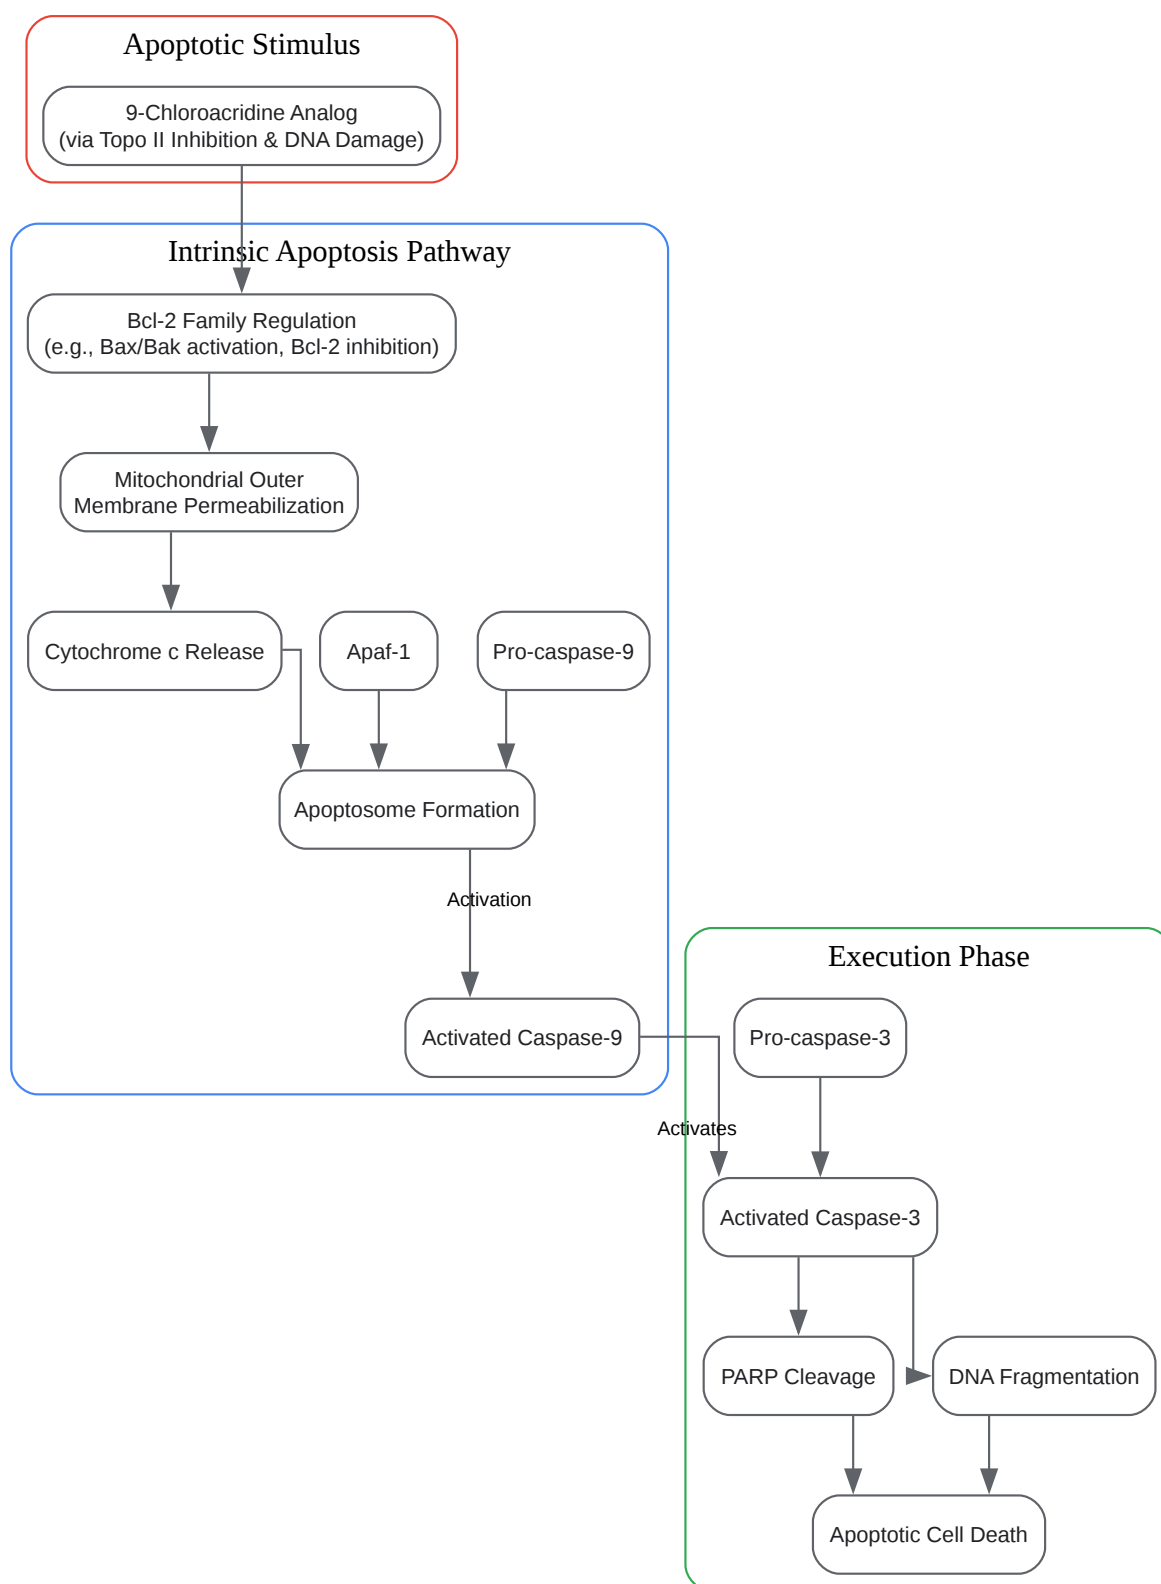 Apoptotic Stimulus
9-Chloroacridine Analog
(via Topo II Inhibition & DNA Damage)
Intrinsic Apoptosis Pathway
Bcl-2 Family Regulation
(e.g., Bax/Bak activation, Bcl-2 inhibition)
Mitochondrial Outer
Membrane Permeabilization
Cytochrome c Release
Apaf-1
Pro-caspase-9
Apoptosome Formation
Activation
Execution Phase
Activated Caspase-9
Pro-caspase-3
Activates
Activated Caspase-3
PARP Cleavage
DNA Fragmentation
Apoptotic Cell Death